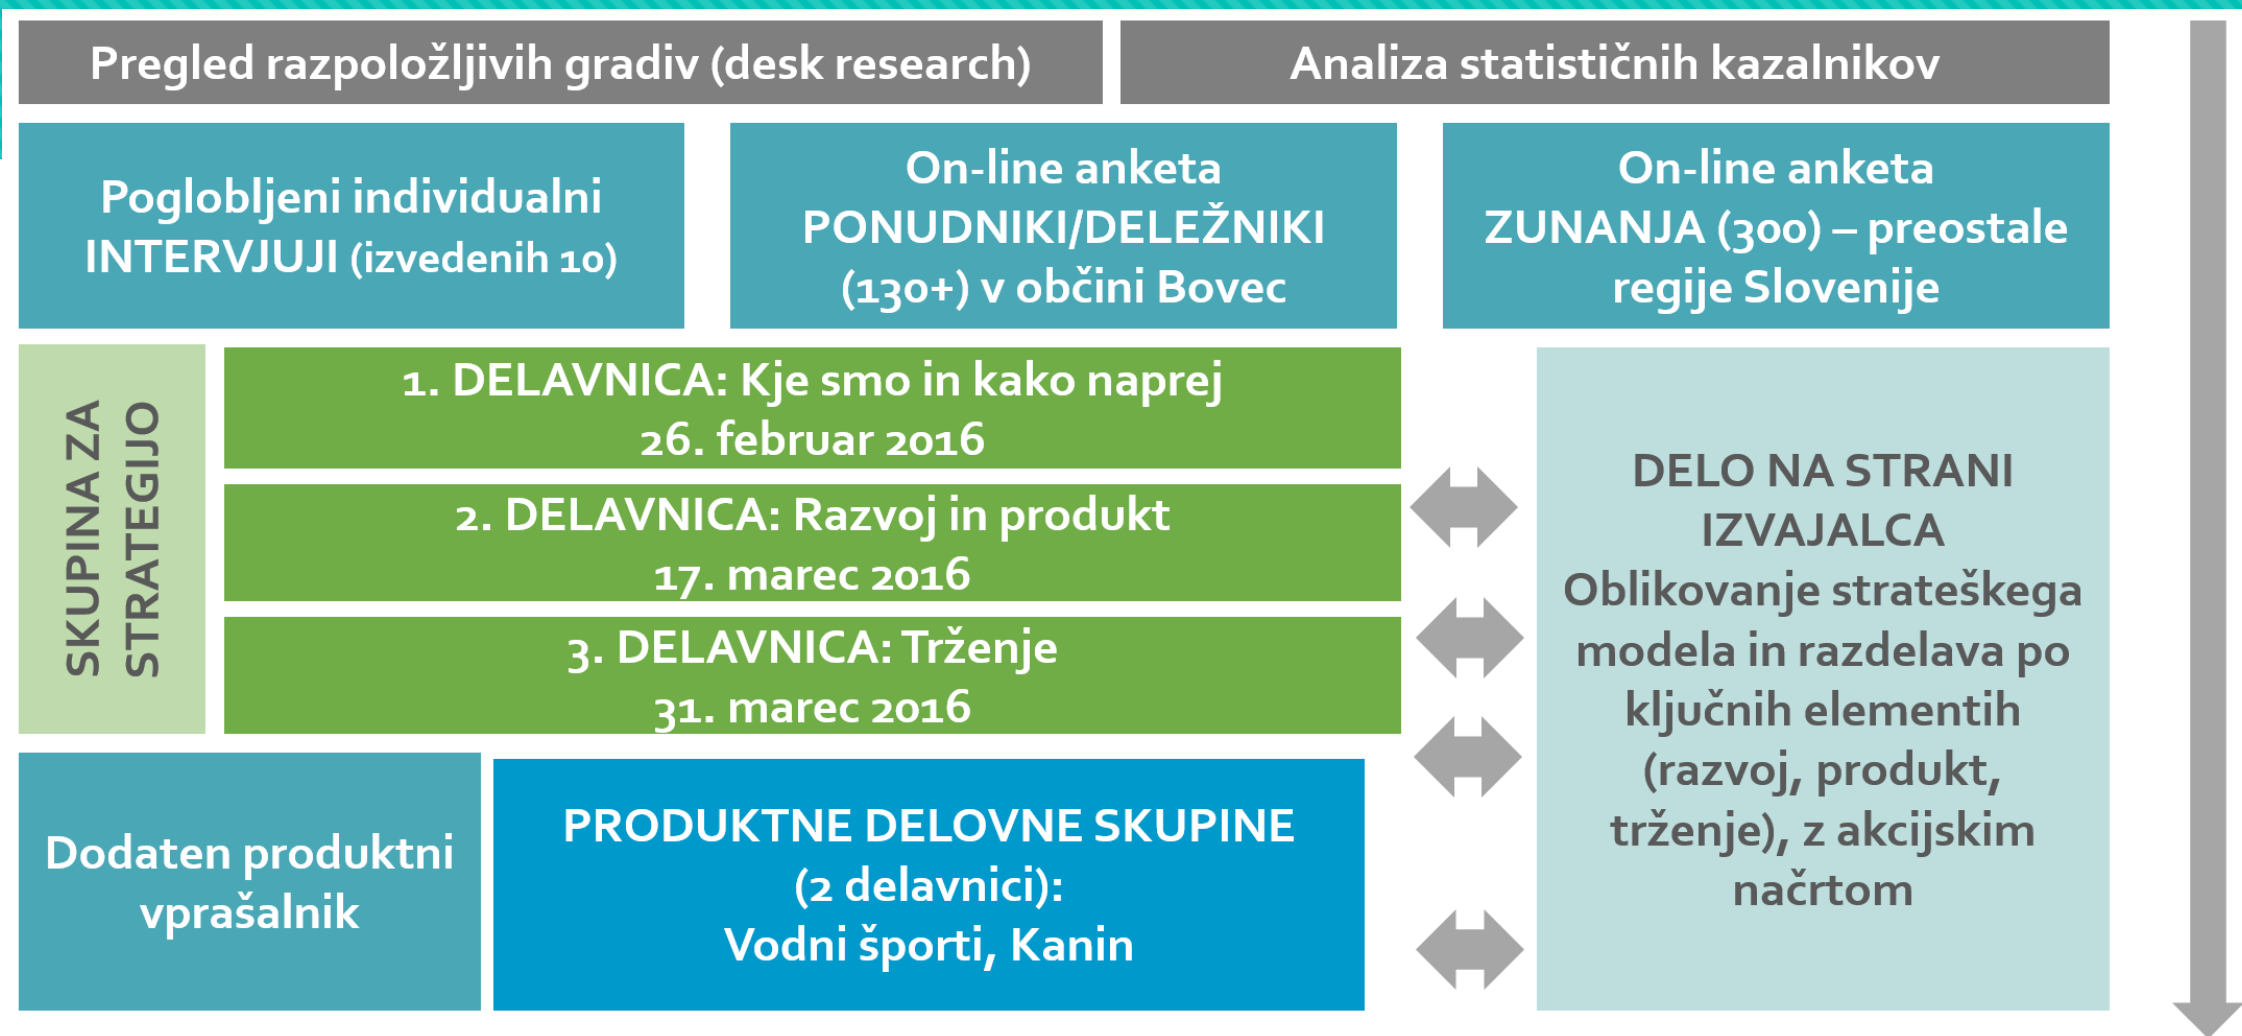 Pregled razpoložljivih gradiv (desk research)
Analiza statističnih kazalnikov
Poglobljeni individualni
INTERVJUJI (izvedenih 10)
On-line anketa
PONUDNIKI/DELEŽNIKI
(130+) v občini Bovec
On-line anketa
ZUNANJA (300) – preostale
regije Slovenije
SKUPINA ZA
STRATEGIJO
1. DELAVNICA: Kje smo in kako naprej
26. februar 2016
2. DELAVNICA: Razvoj in produkt
17. marec 2016
3. DELAVNICA: Trženje
31. marec 2016
DELO NA STRANI
IZVAJALCA
Oblikovanje strateškega
modela in razdelava po
ključnih elementih
(razvoj, produkt,
trženje), z akcijskim
načrtom
Dodaten produktni
vprašalnik
PRODUKTNE DELOVNE SKUPINE
(2 delavnici):
Vodni športi, Kanin